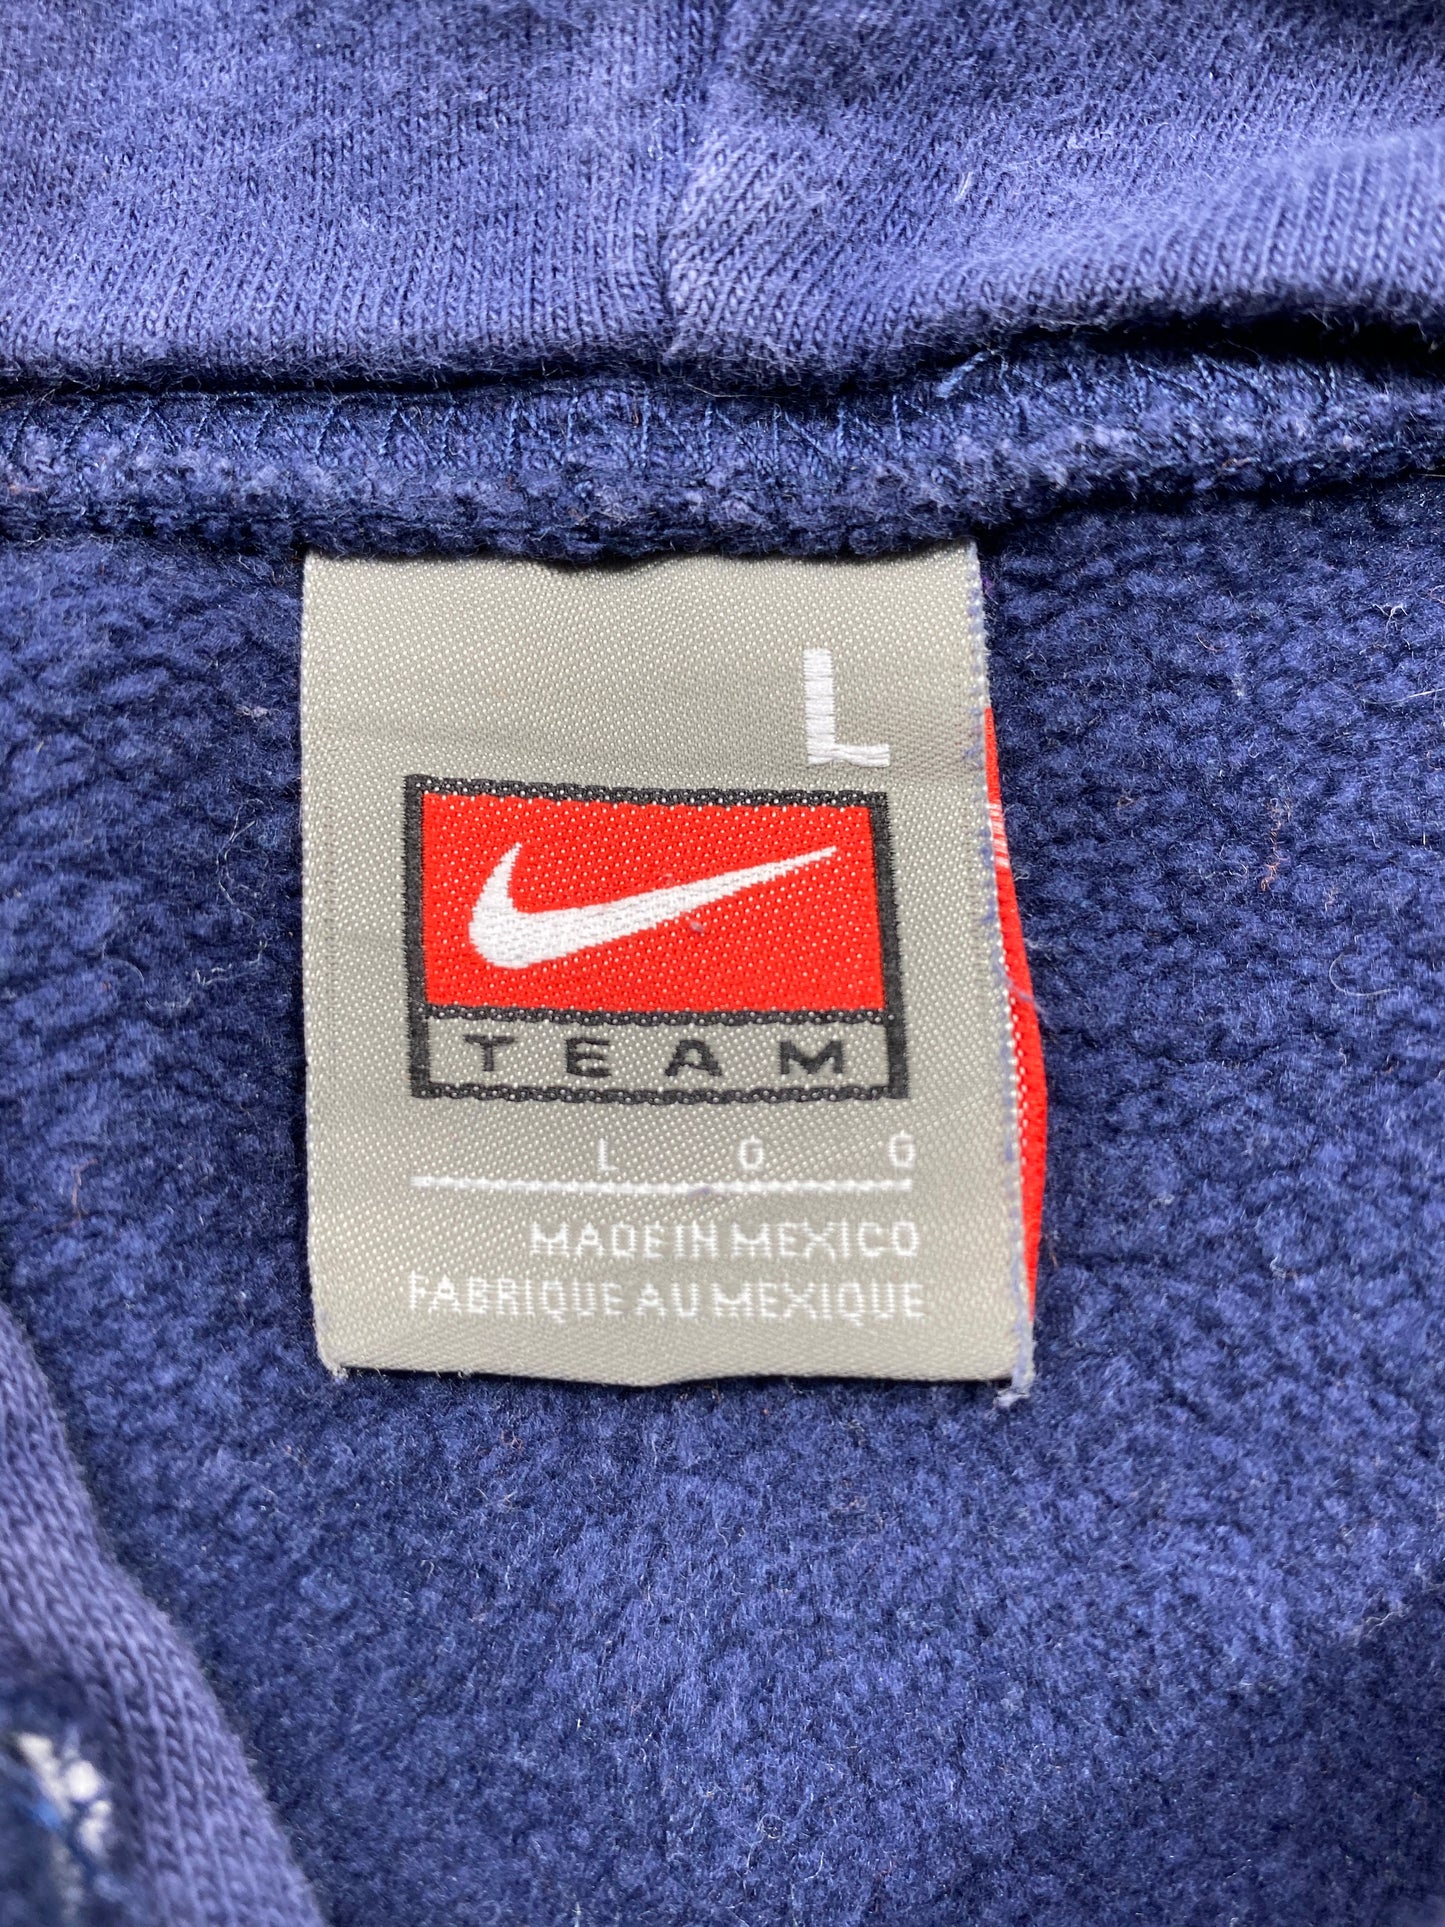 L
TEAM
L G G
MADE IN MEXICO
FABRIQUE AU MEXIQUE